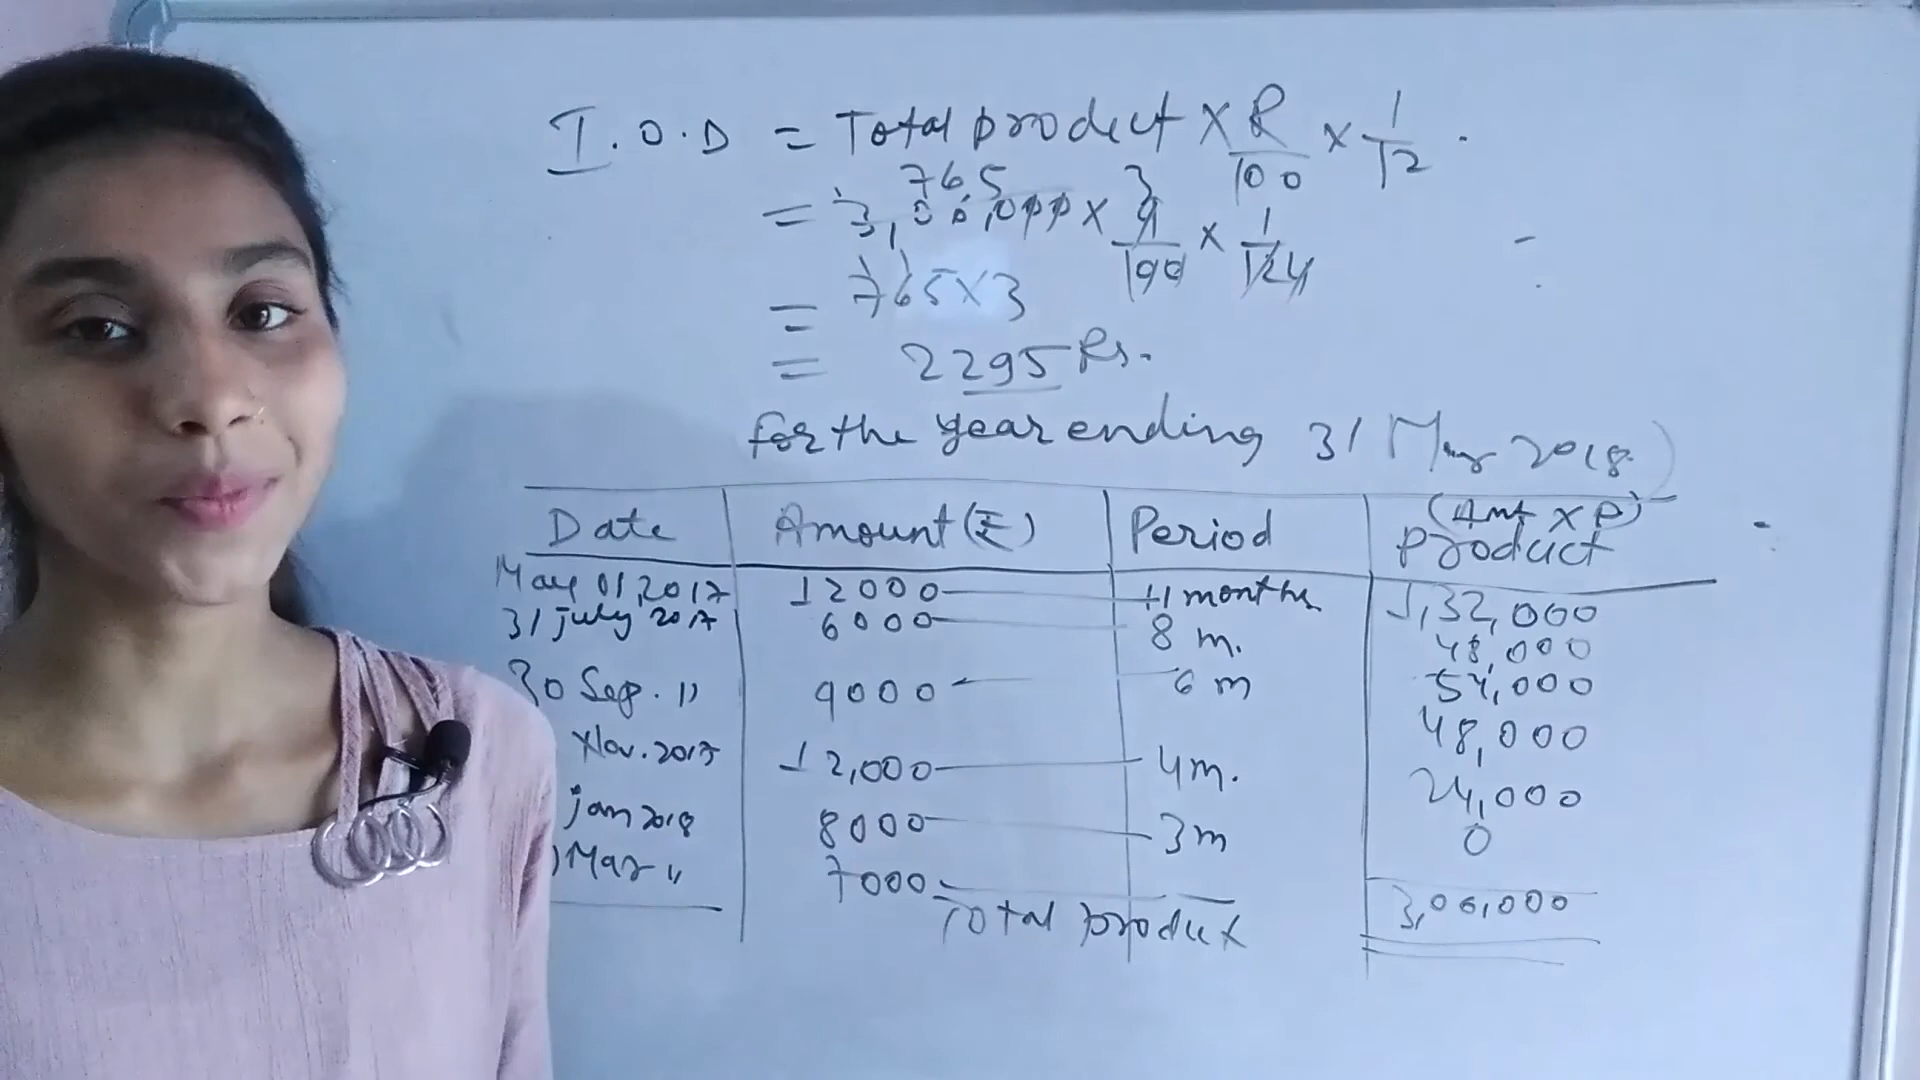 I.O.D = Total product × R/100 × 1/12.
765 3
= 3,06,000 × 9/100 × 1/12 4
= 765×3
= 2295 Rs.
for the year ending 31 Mar 2018)
Date Amount(₹) Period (Amt × P) product
May 01,2017 12000 11 months 1,32,000
31 july 2017 6000 8 m. 48,000
30 Sep. " 9000 6 m 54,000
Nov. 2017 12,000 4m. 48,000
jan 2018 8000 3m 24,000
Mar " 7000 0
Total product 3,06,000